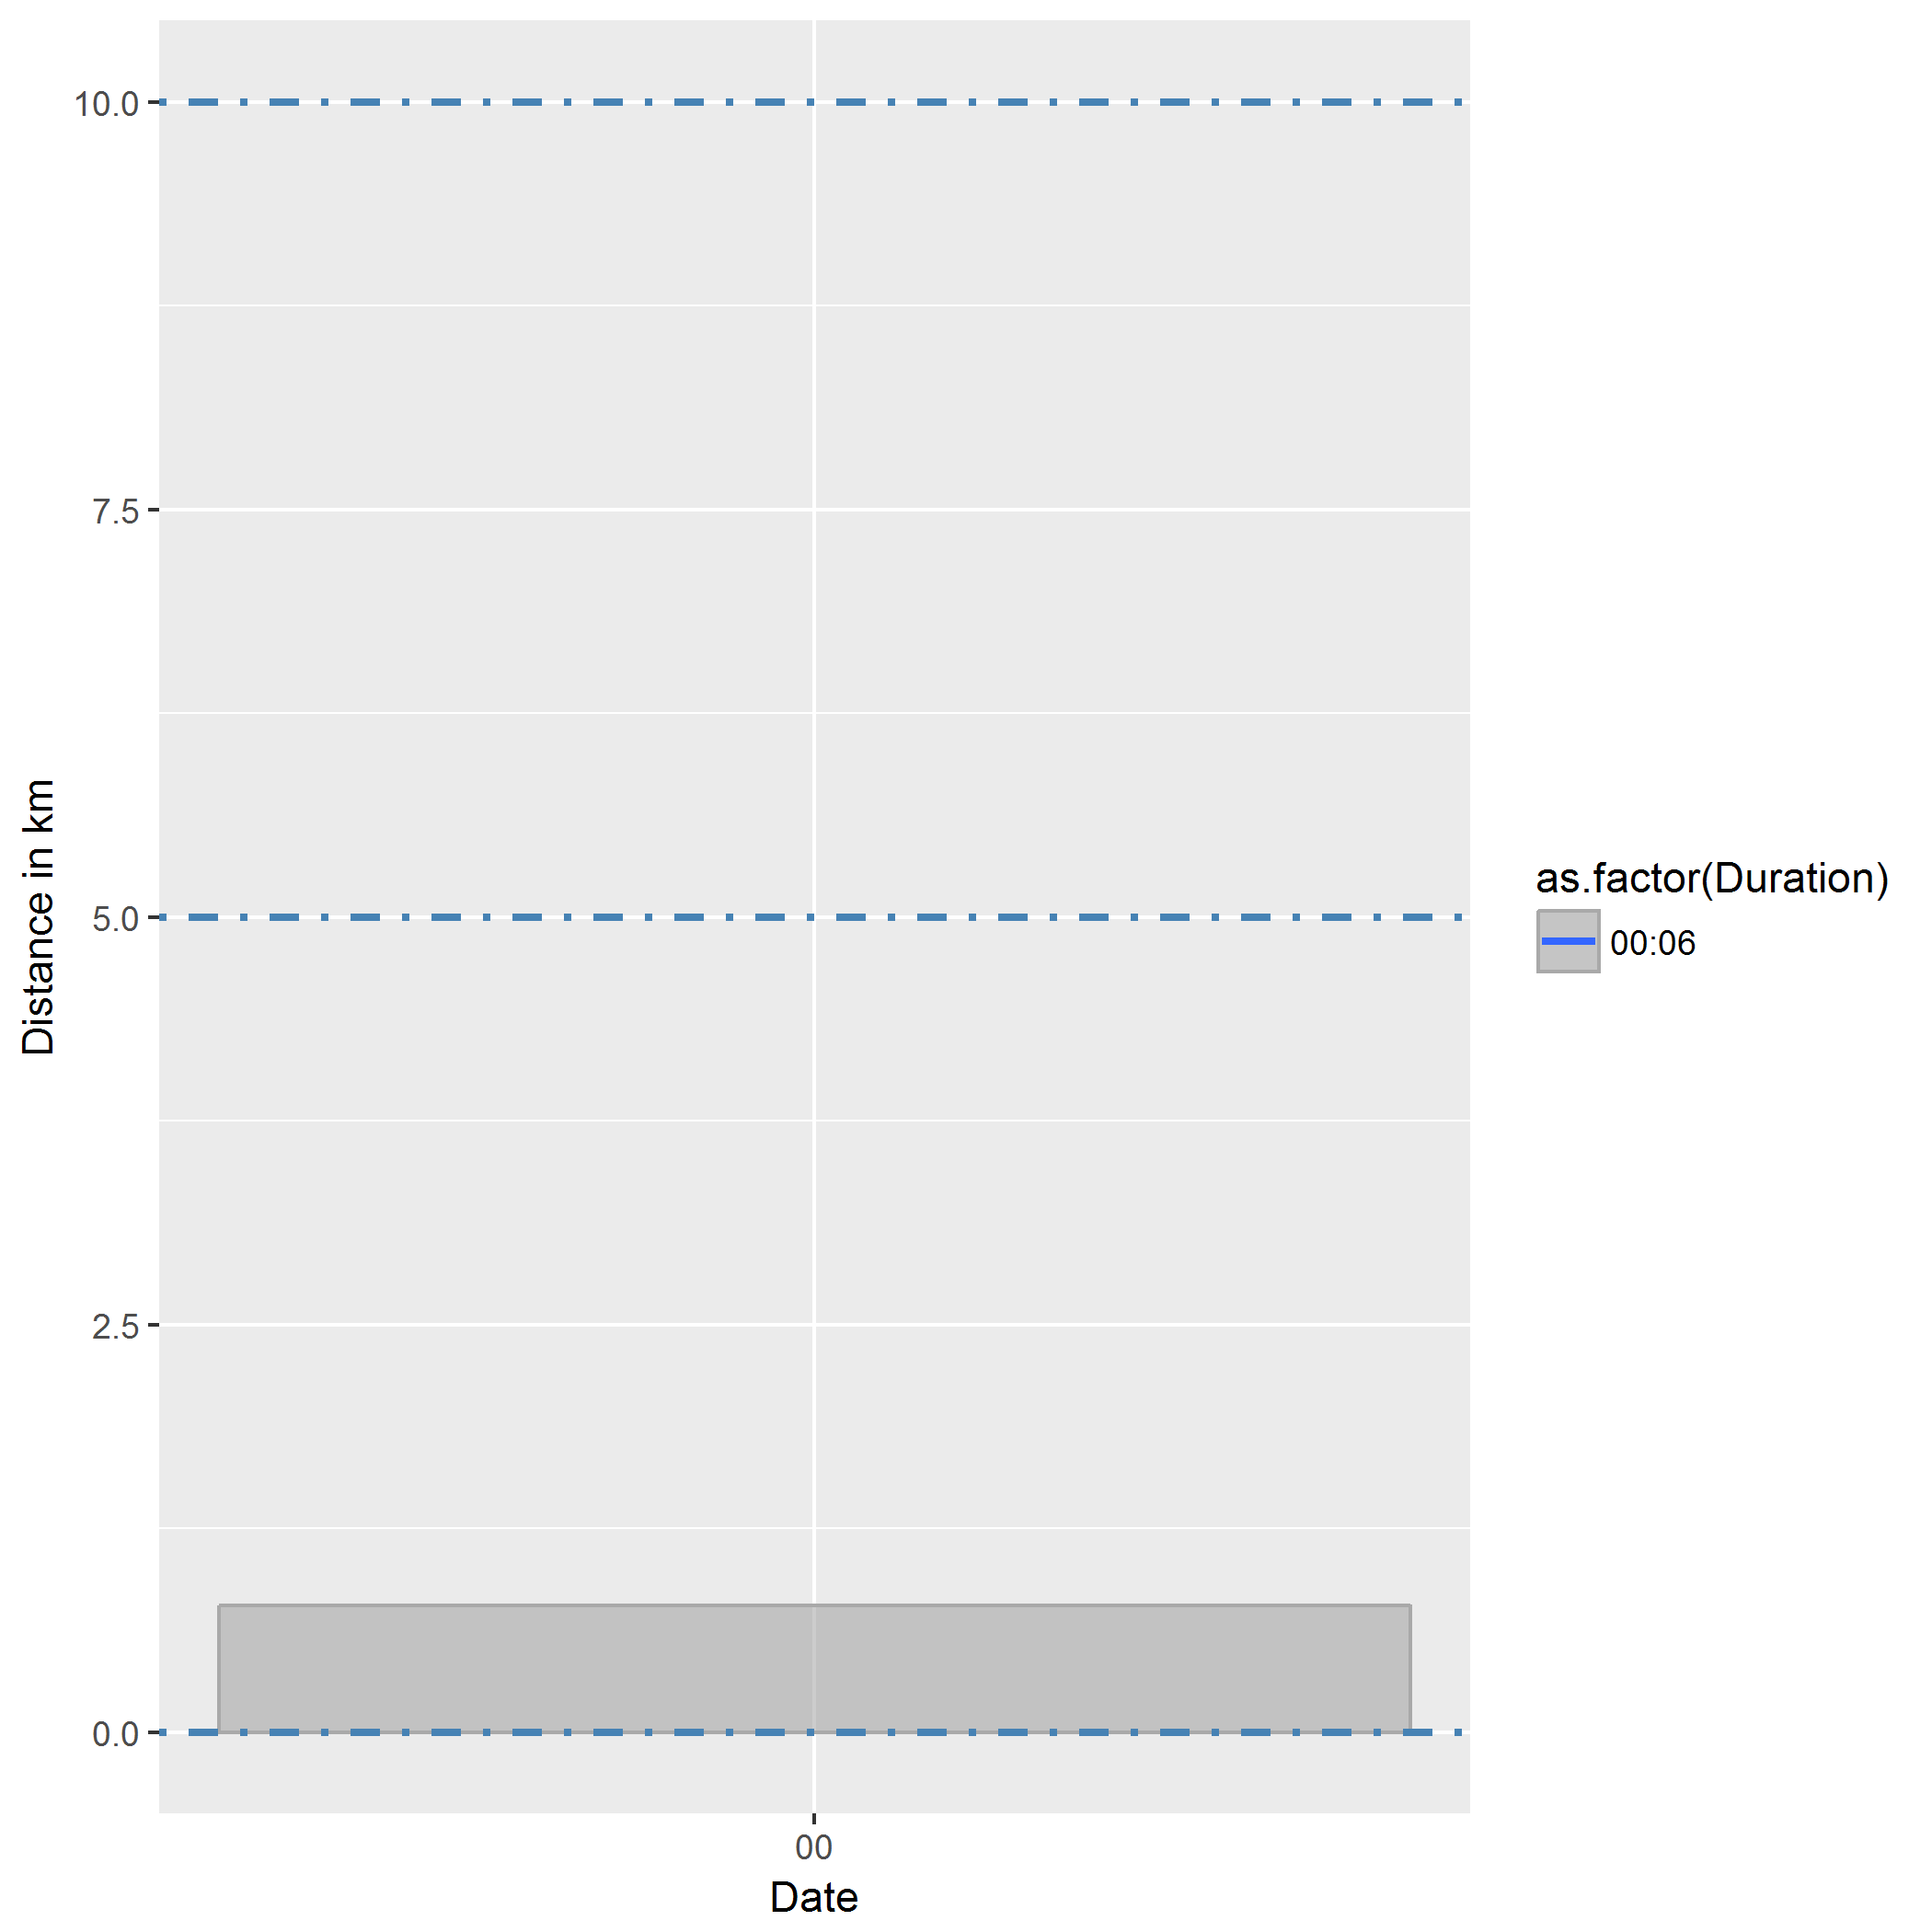 10.0
7.5
5.0
2.5
0.0
Distance in km
00
Date
as.factor(Duration)
00:06